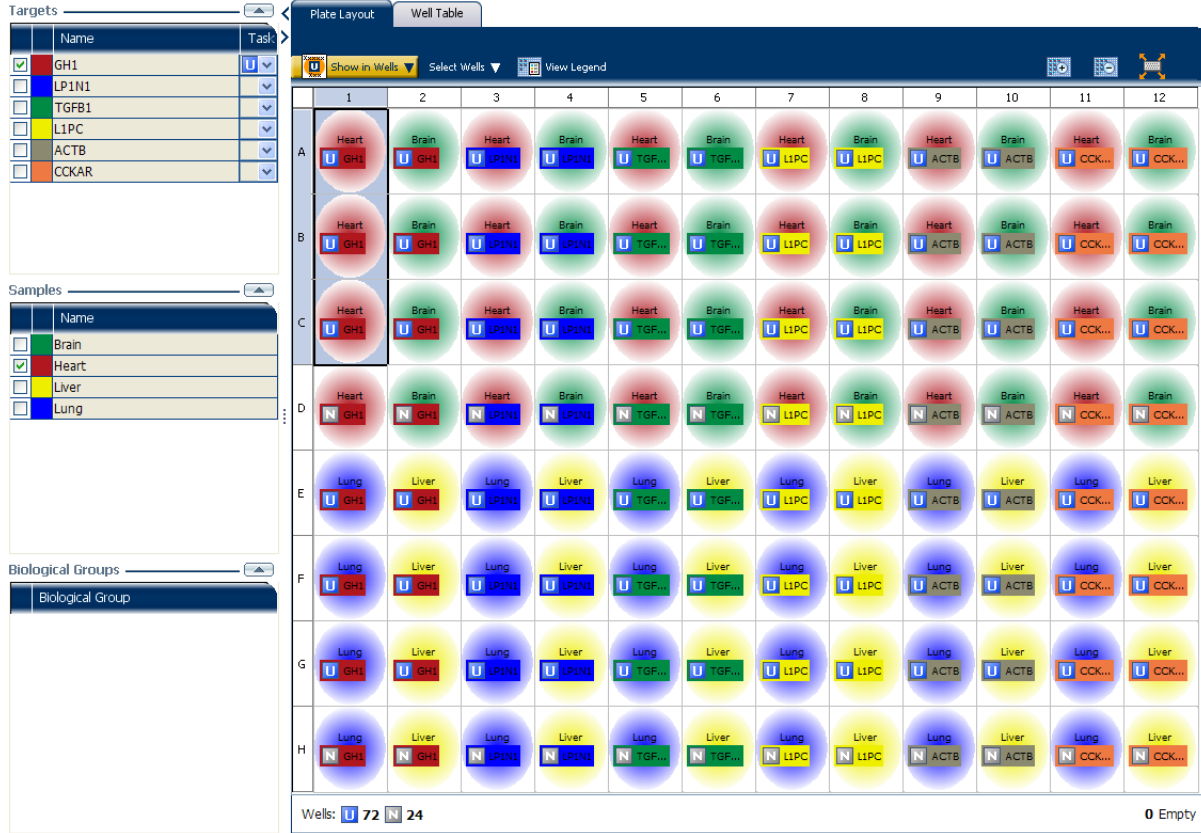 Targets
Name Task
GH1 U
LP1N1
TGFB1
L1PC
ACTB
CCKAR
Samples
Name
Brain
Heart
Liver
Lung
Biological Groups
Biological Group
Plate Layout Well Table
U Show in Wells Select Wells View Legend
1 2 3 4 5 6 7 8 9 10 11 12
Heart Brain Heart Brain Heart Brain Heart Brain Heart Brain Heart Brain
A U GH1 U GH1 U LP1N1 U LP1N1 U TGF... U TGF... U L1PC U L1PC U ACTB U ACTB U CCK... U CCK...
Heart Brain Heart Brain Heart Brain Heart Brain Heart Brain Heart Brain
B U GH1 U GH1 U LP1N1 U LP1N1 U TGF... U TGF... U L1PC U L1PC U ACTB U ACTB U CCK... U CCK...
Heart Brain Heart Brain Heart Brain Heart Brain Heart Brain Heart Brain
C U GH1 U GH1 U LP1N1 U LP1N1 U TGF... U TGF... U L1PC U L1PC U ACTB U ACTB U CCK... U CCK...
Heart Brain Heart Brain Heart Brain Heart Brain Heart Brain Heart Brain
D N GH1 N GH1 N LP1N1 N LP1N1 N TGF... N TGF... N L1PC N L1PC N ACTB N ACTB N CCK... N CCK...
Lung Liver Lung Liver Lung Liver Lung Liver Lung Liver Lung Liver
E U GH1 U GH1 U LP1N1 U LP1N1 U TGF... U TGF... U L1PC U L1PC U ACTB U ACTB U CCK... U CCK...
Lung Liver Lung Liver Lung Liver Lung Liver Lung Liver Lung Liver
F U GH1 U GH1 U LP1N1 U LP1N1 U TGF... U TGF... U L1PC U L1PC U ACTB U ACTB U CCK... U CCK...
Lung Liver Lung Liver Lung Liver Lung Liver Lung Liver Lung Liver
G U GH1 U GH1 U LP1N1 U LP1N1 U TGF... U TGF... U L1PC U L1PC U ACTB U ACTB U CCK... U CCK...
Lung Liver Lung Liver Lung Liver Lung Liver Lung Liver Lung Liver
H N GH1 N GH1 N LP1N1 N LP1N1 N TGF... N TGF... N L1PC N L1PC N ACTB N ACTB N CCK... N CCK...
Wells: U 72 N 24 0 Empty